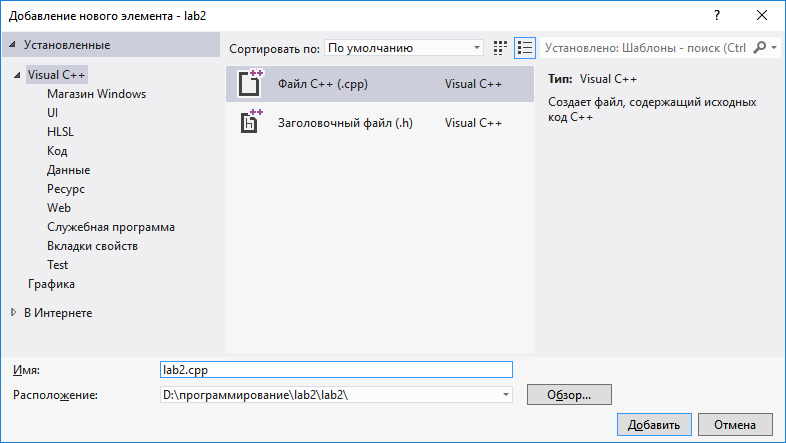 Добавление нового элемента - lab2
?
Установленные
Сортировать по: По умолчанию
Установлено: Шаблоны - поиск (Ctrl
Visual C++
Магазин Windows
UI
HLSL
Код
Данные
Ресурс
Web
Служебная программа
Вкладки свойств
Test
Графика
В Интернете
++
Файл C++ (.cpp) Visual C++
++
h
Заголовочный файл (.h) Visual C++
Тип: Visual C++
Создает файл, содержащий исходных
код C++
Имя: lab2.cpp
Расположение: D:\программирование\lab2\lab2\
Обзор...
Добавить Отмена